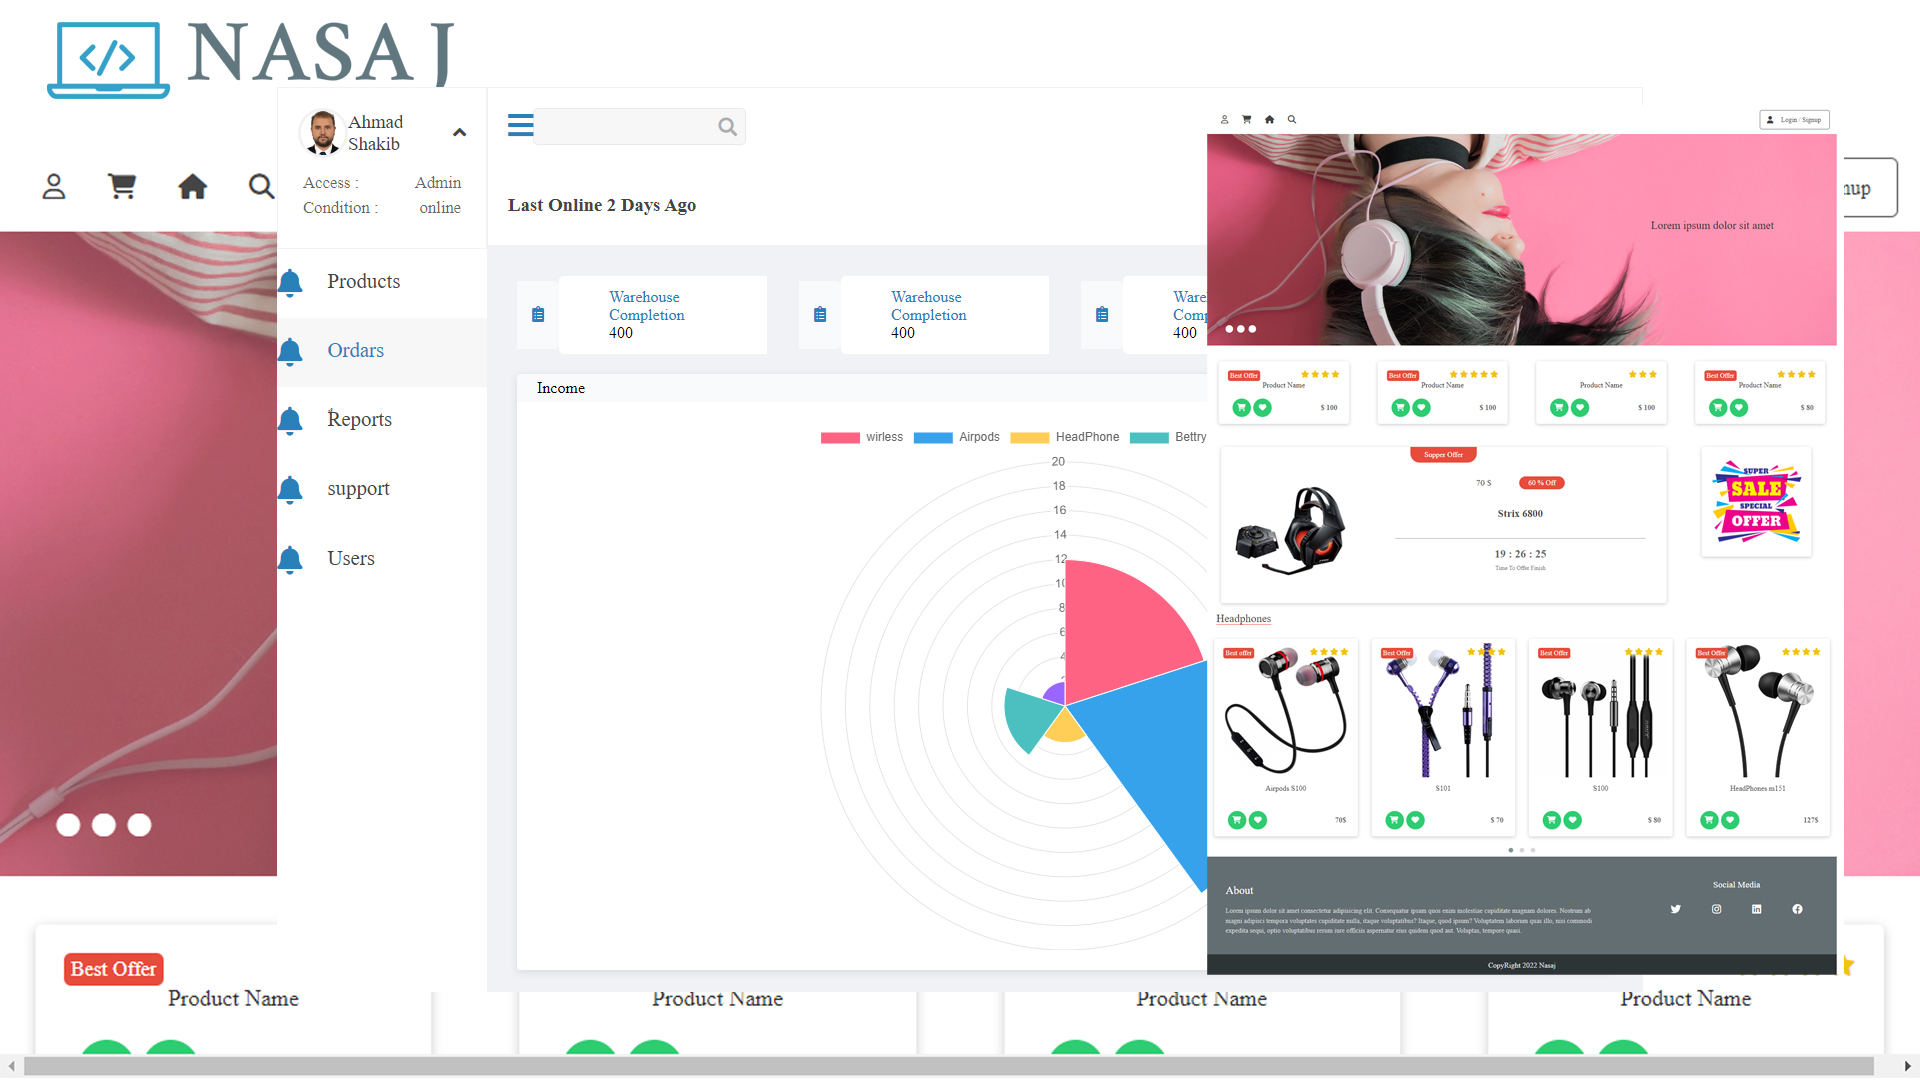 NASAJ
Ahmad
Shakib
Access :
Admin
Condition :
online
Products
Ordars
Reports
support
Users
Last Online 2 Days Ago
Warehouse
Completion
400
Warehouse
Completion
400
Ware
Comp
400
Income
wirless
Airpods
HeadPhone
Bettry
20
18
16
14
12
10
8
6
4
Login / Signup
Lorem ipsum dolor sit amet
Best Offer
Product Name
$ 100
Best Offer
Product Name
$ 100
Product Name
$ 100
Best Offer
Product Name
$ 80
Supper Offer
70 $
60 % Off
Strix 6800
19 : 26 : 25
Time To Offer Finish
SUPER
SALE
SPECIAL
OFFER
Headphones
Best offer
Airpods S100
70$
Best Offer
S101
$ 70
Best Offer
S100
$ 80
Best Offer
HeadPhones m151
127$
About
Lorem ipsum dolor sit amet consectetur adipisicing elit. Consequatur ipsam quos enim molestiae cupiditate magnam dolores. Nostrum ab
magni adipisci tempora voluptates cupiditate nulla, itaque voluptatibus? Itaque, quod ipsum? Voluptatem laborum quas illo, nisi commodi
expedita sequi, optio voluptatibus rerum iure officiis aspernatur eius quidem quod aut. Voluptas, tempore quasi.
Social Media
CopyRight 2022 Nasaj
nup
Best Offer
Product Name
Product Name
Product Name
Product Name